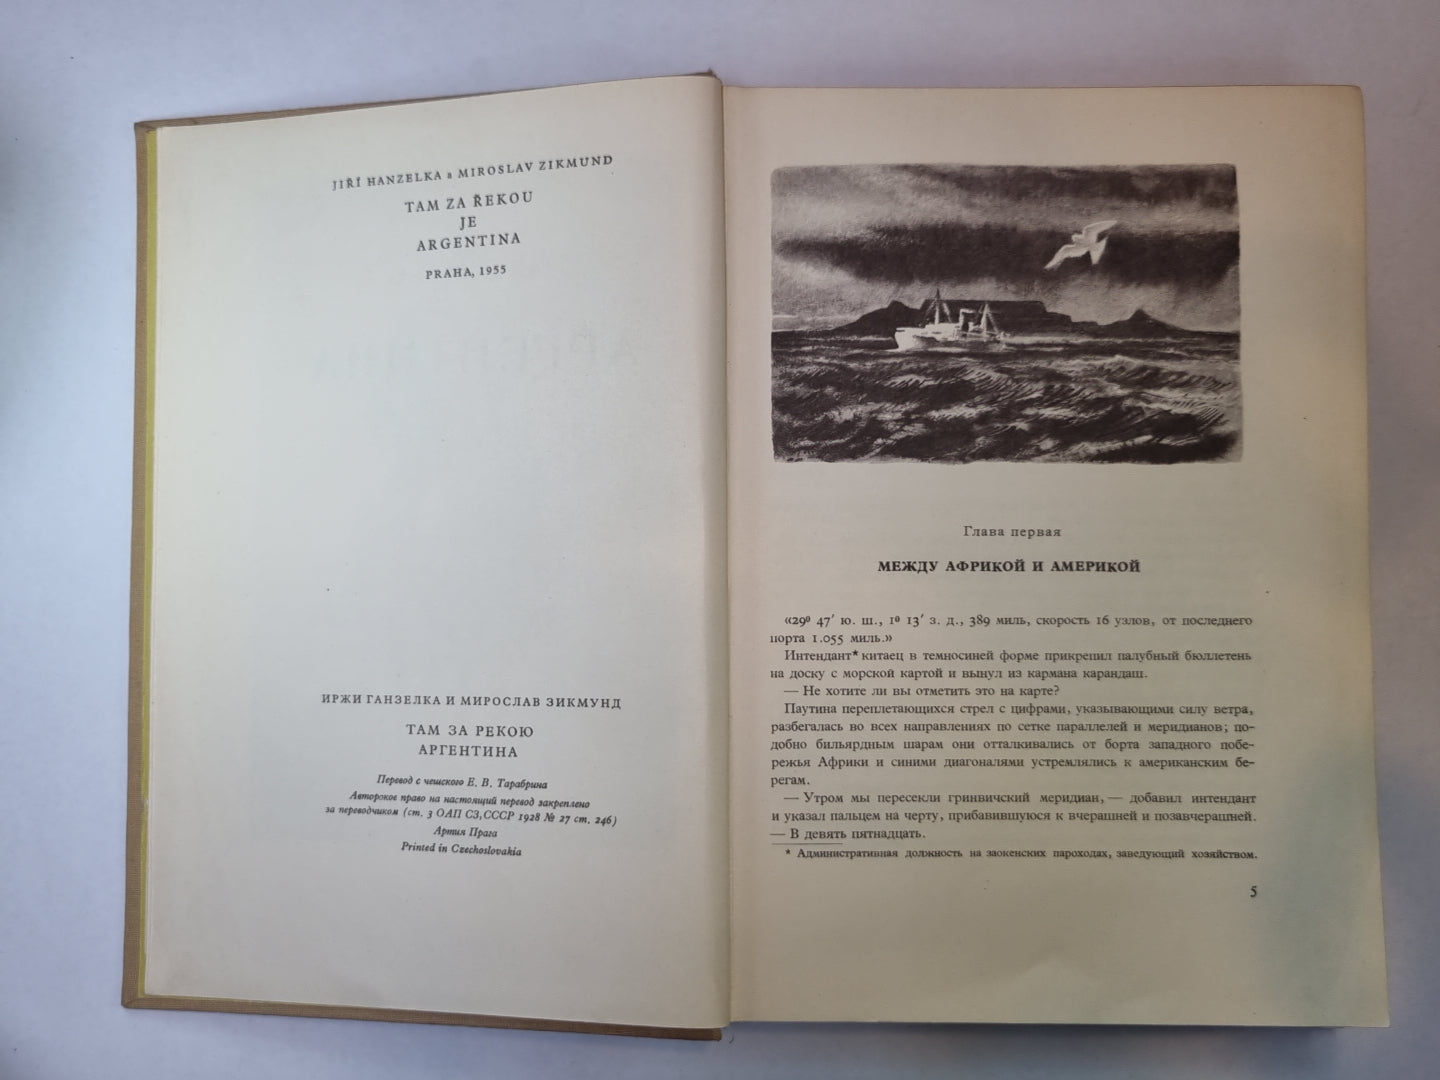 JIŘÍ HANZELKA a MIROSLAV ZIKMUND
TAM ZA ŘEKOU
JE
ARGENTINA
PRAHA, 1955
ИРЖИ ГАНЗЕЛКА И МИРОСЛАВ ЗИКМУНД
ТАМ ЗА РЕКОЮ
АРГЕНТИНА
Перевод с чешского Е. В. Тарабрина
Авторское право на настоящий перевод закреплено
за переводчиком (ст. 3 ОАП СЗ,СССР 1928 № 27 ст. 246)
Артия Прага
Printed in Czechoslovakia
Глава первая
МЕЖДУ АФРИКОЙ И АМЕРИКОЙ
«29⁰ 47′ ю. ш., 1⁰ 13′ з. д., 389 миль, скорость 16 узлов, от последнего
порта 1.055 миль.»
Интендант* китаец в темносиней форме прикрепил палубный бюллетень
на доску с морской картой и вынул из кармана карандаш.
— Не хотите ли вы отметить это на карте?
Паутина переплетающихся стрел с цифрами, указывающими силу ветра,
разбегалась во всех направлениях по сетке параллелей и меридианов; по-
добно бильярдным шарам они отталкивались от борта западного побе-
режья Африки и синими диагоналями устремлялись к американским бе-
регам.
— Утром мы пересекли гринвичский меридиан, — добавил интендант
и указал пальцем на черту, прибавившуюся к вчерашней и позавчерашней.
— В девять пятнадцать.
* Административная должность на заокенских пароходах, заведующий хозяйством.
5